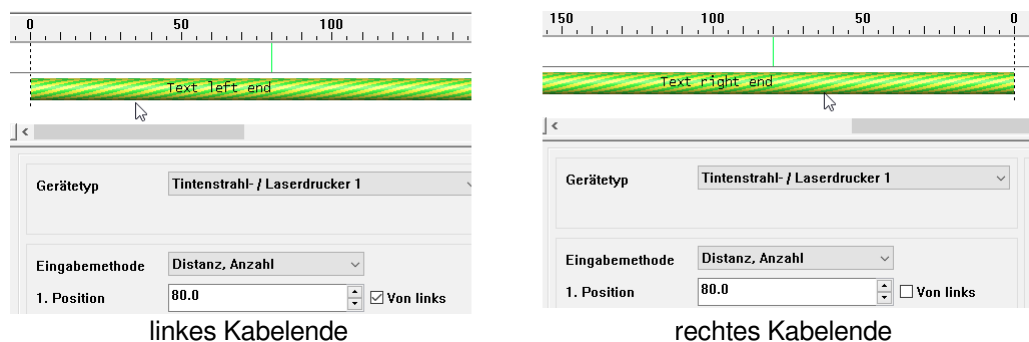 0 50 100
Text left end
<
Gerätetyp Tintenstrahl- / Laserdrucker 1
Eingabemethode Distanz, Anzahl
1. Position 80.0 Von links
linkes Kabelende
150 100 50 0
Text right end
<
Gerätetyp Tintenstrahl- / Laserdrucker 1
Eingabemethode Distanz, Anzahl
1. Position 80.0 Von links
rechtes Kabelende